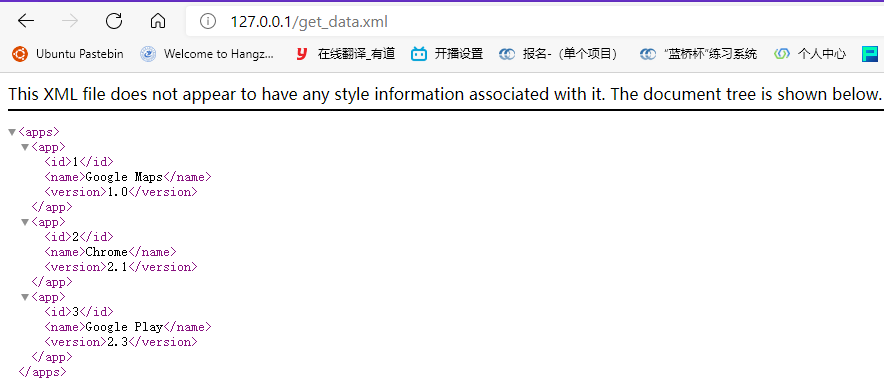 127.0.0.1/get_data.xml
Ubuntu Pastebin Welcome to Hangz... 在线翻译_有道 开播设置 报名-（单个项目） “蓝桥杯”练习系统 个人中心
This XML file does not appear to have any style information associated with it. The document tree is shown below.
<apps>
<app>
<id>1</id>
<name>Google Maps</name>
<version>1.0</version>
</app>
<app>
<id>2</id>
<name>Chrome</name>
<version>2.1</version>
</app>
<app>
<id>3</id>
<name>Google Play</name>
<version>2.3</version>
</app>
</apps>